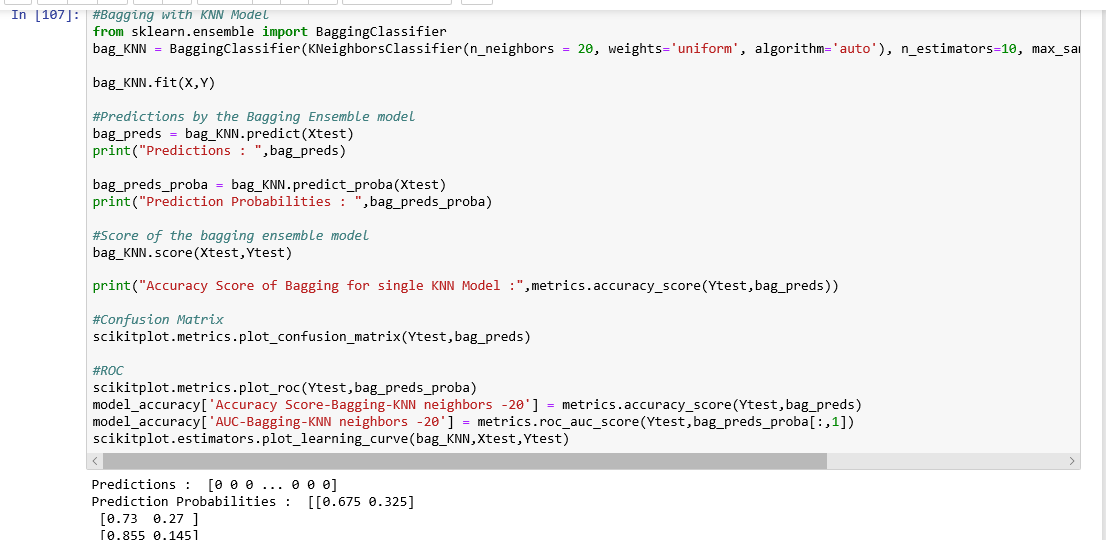 In [107]: #Bagging with KNN Model
from sklearn.ensemble import BaggingClassifier
bag_KNN = BaggingClassifier(KNeighborsClassifier(n_neighbors = 20, weights='uniform', algorithm='auto'), n_estimators=10,
bag_KNN.fit(X,Y)
#Predictions by the Bagging Ensemble model
bag_preds = bag_KNN.predict(Xtest)
print("Predictions : ",bag_preds)
bag_preds_proba = bag_KNN.predict_proba(Xtest)
print("Prediction Probabilities : ",bag_preds_proba)
#Score of the bagging ensemble model
bag_KNN.score(Xtest,Ytest)
print("Accuracy Score of Bagging for single KNN Model :",metrics.accuracy_score(Ytest,bag_preds))
#Confusion Matrix
scikitplot.metrics.plot_confusion_matrix(Ytest,bag_preds)
#ROC
scikitplot.metrics.plot_roc(Ytest,bag_preds_proba)
model_accuracy['Accuracy Score-Bagging-KNN neighbors -20'] = metrics.accuracy_score(Ytest,bag_preds)
model_accuracy['AUC-Bagging-KNN neighbors -20'] = metrics.roc_auc_score(Ytest,bag_preds_proba[:,1])
scikitplot.estimators.plot_learning_curve(bag_KNN,Xtest,Ytest)
Predictions :  [0 0 0 ... 0 0 0]
Prediction Probabilities :  [[0.675 0.325]
[0.73  0.27 ]
[0.855 0.145]